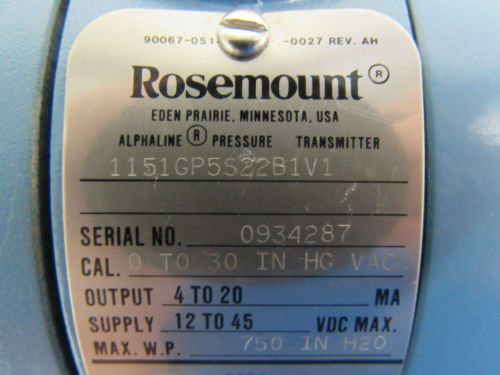 90067-051 -0027 REV. AH
Rosemount ®
EDEN PRAIRIE, MINNESOTA, USA
ALPHALINE ® PRESSURE TRANSMITTER
1151GP5S22B1V1
SERIAL NO. 0934287
CAL. 0 TO 30 IN HG VAC
OUTPUT 4 TO 20 MA
SUPPLY 12 TO 45 VDC MAX.
MAX. W.P. 750 IN H2O